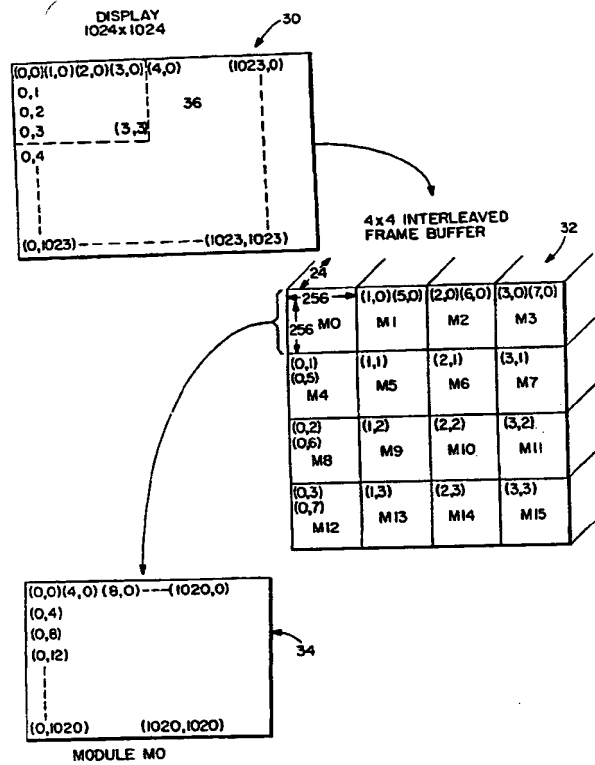 DISPLAY
1024x1024
30
(0,0)(1,0)(2,0)(3,0)(4,0) (1023,0)
0,1
36
0,2
0,3 (3,3)
0,4
(0,1023) (1023,1023)
4x4 INTERLEAVED
FRAME BUFFER
32
24
256 (1,0)(5,0) (2,0)(6,0) (3,0)(7,0)
256 M0 M1 M2 M3
(0,1) (1,1) (2,1) (3,1)
(0,5)
M4 M5 M6 M7
(0,2) (1,2) (2,2) (3,2)
(0,6)
M8 M9 M10 M11
(0,3) (1,3) (2,3) (3,3)
(0,7)
M12 M13 M14 M15
(0,0)(4,0)(8,0)---(1020,0)
(0,4)
(0,8)
(0,12)
34
(0,1020) (1020,1020)
MODULE MO